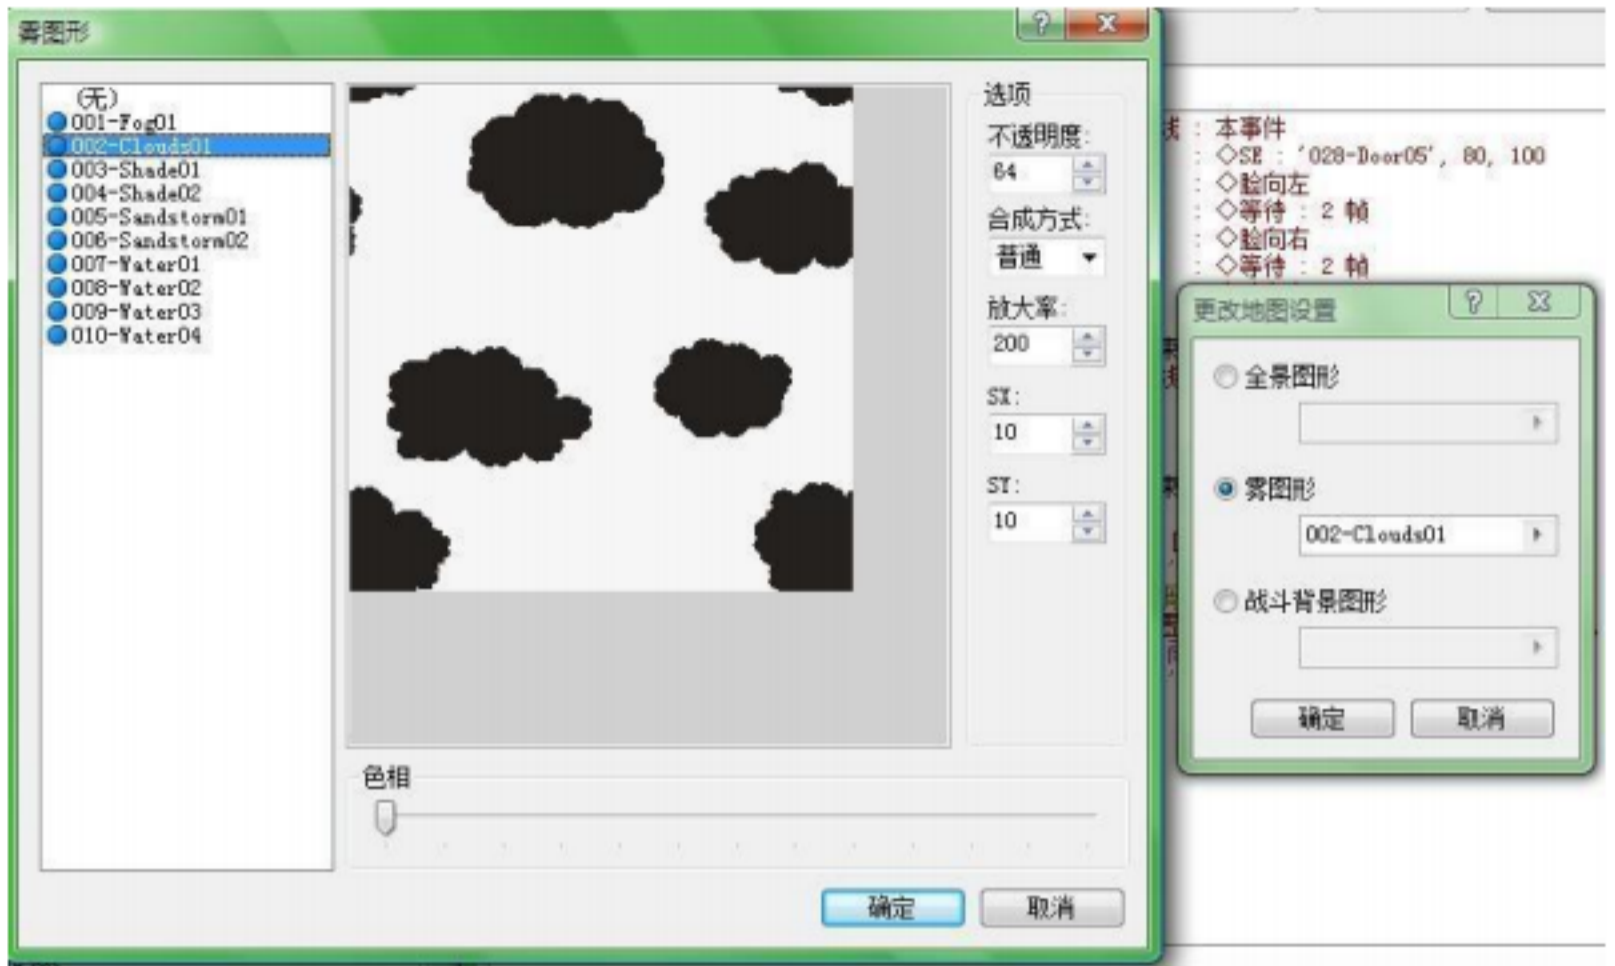 雾图形
(无)
001-Fog01
002-Clouds01
003-Shade01
004-Shade02
005-Sandstorm01
006-Sandstorm02
007-Water01
008-Water02
009-Water03
010-Water04
选项
不透明度:
64
合成方式:
普通
放大率:
200
SX:
10
SY:
10
色相
确定
取消
: 本事件
: ◇SE : '028-Door05', 80, 100
: ◇脸向左
: ◇等待 : 2 帧
: ◇脸向右
: ◇等待 : 2 帧
更改地图设置
全景图形
雾图形
002-Clouds01
战斗背景图形
确定
取消